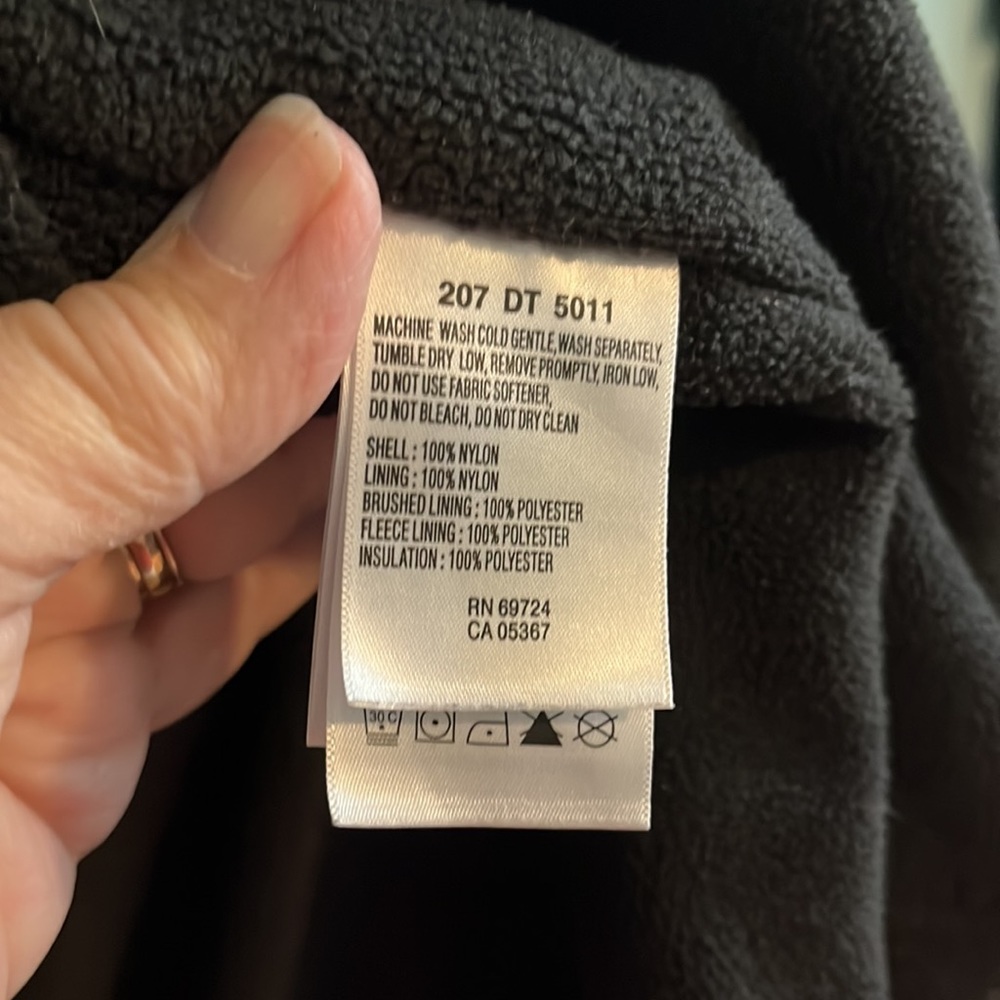 207 DT 5011
MACHINE WASH COLD GENTLE, WASH SEPARATELY
TUMBLE DRY LOW, REMOVE PROMPTLY, IRON LOW,
DO NOT USE FABRIC SOFTENER,
DO NOT BLEACH, DO NOT DRY CLEAN
SHELL : 100% NYLON
LINING : 100% NYLON
BRUSHED LINING : 100% POLYESTER
FLEECE LINING : 100% POLYESTER
INSULATION : 100% POLYESTER
RN 69724
CA 05367
30 C